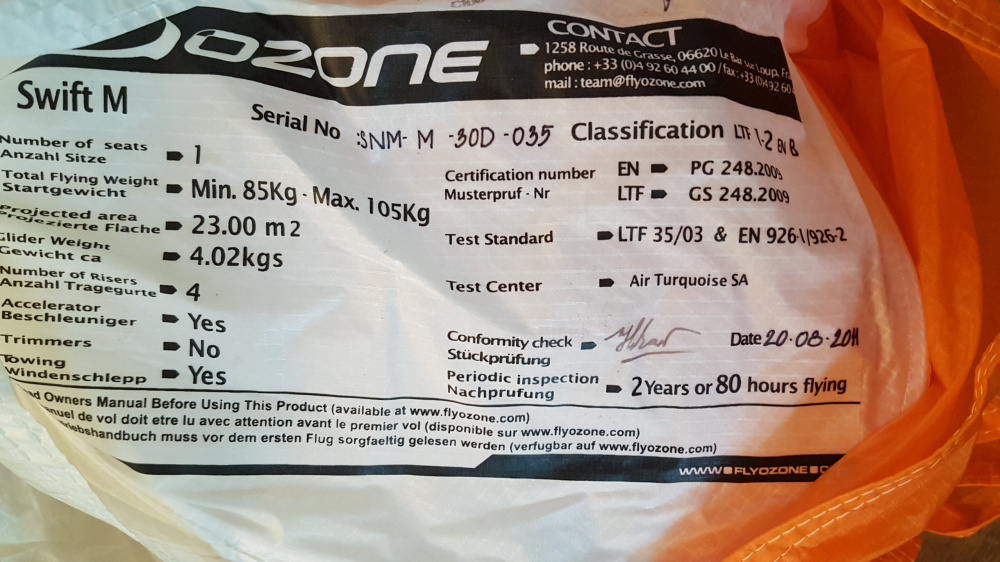 OZONE
CONTACT
1258 Route de Grasse, 06620 Le Bar sur Loup, Fra
phone : +33 (0)4 92 60 44 00 / fax : +33 (0)4 92 60
mail : team@flyozone.com
Swift M
Serial No :SNM- M -30D -035 Classification LTF 1-2 EN B
Number of seats
Anzahl Sitze 1
Total Flying Weight
Startgewicht Min. 85Kg - Max. 105Kg
Projected area
Projezierte Flache 23.00 m2
Glider Weight
Gewicht ca 4.02kgs
Number of Risers
Anzahl Tragegurte 4
Accelerator
Beschleuniger Yes
Trimmers No
Towing
Windenschlepp Yes
Certification number EN PG 248.2009
Musterpruf - Nr LTF GS 248.2009
Test Standard LTF 35/03 & EN 926-1/926-2
Test Center Air Turquoise SA
Conformity check
Stückprüfung
Date 20-08-2011
Periodic inspection
Nachprufung 2 Years or 80 hours flying
d Owners Manual Before Using This Product (available at www.flyozone.com)
nuel de vol doit etre lu avec attention avant le premier vol (disponible sur www.flyozone.com)
iebshandbuch muss vor dem ersten Flug sorgfaeltig gelesen werden (verfugbar auf www.flyozone.com)
WWW FLYOZONE C